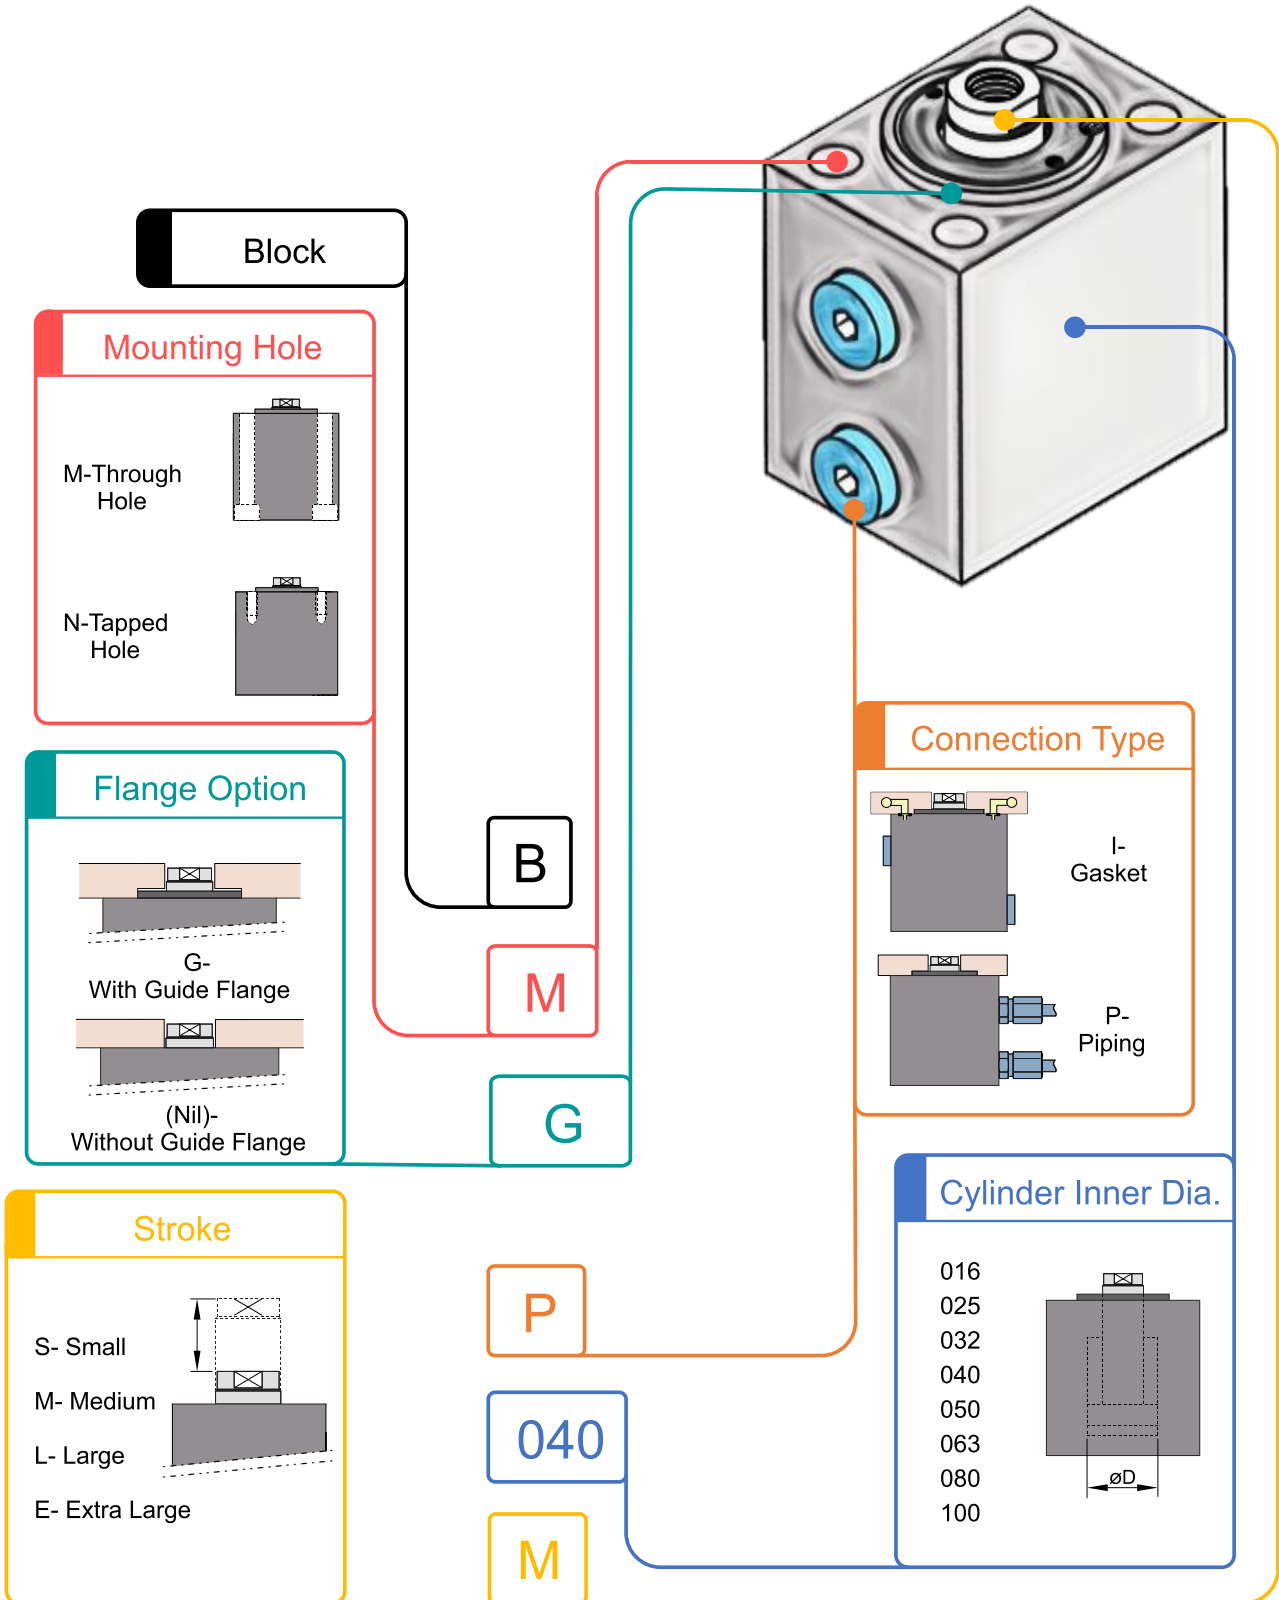 Block
Mounting Hole
M-Through
Hole
N-Tapped
Hole
Flange Option
G-
With Guide Flange
(Nil)-
Without Guide Flange
Stroke
S- Small
M- Medium
L- Large
E- Extra Large
B
M
G
P
040
M
Connection Type
I-
Gasket
P-
Piping
Cylinder Inner Dia.
016
025
032
040
050
063
080
100
øD